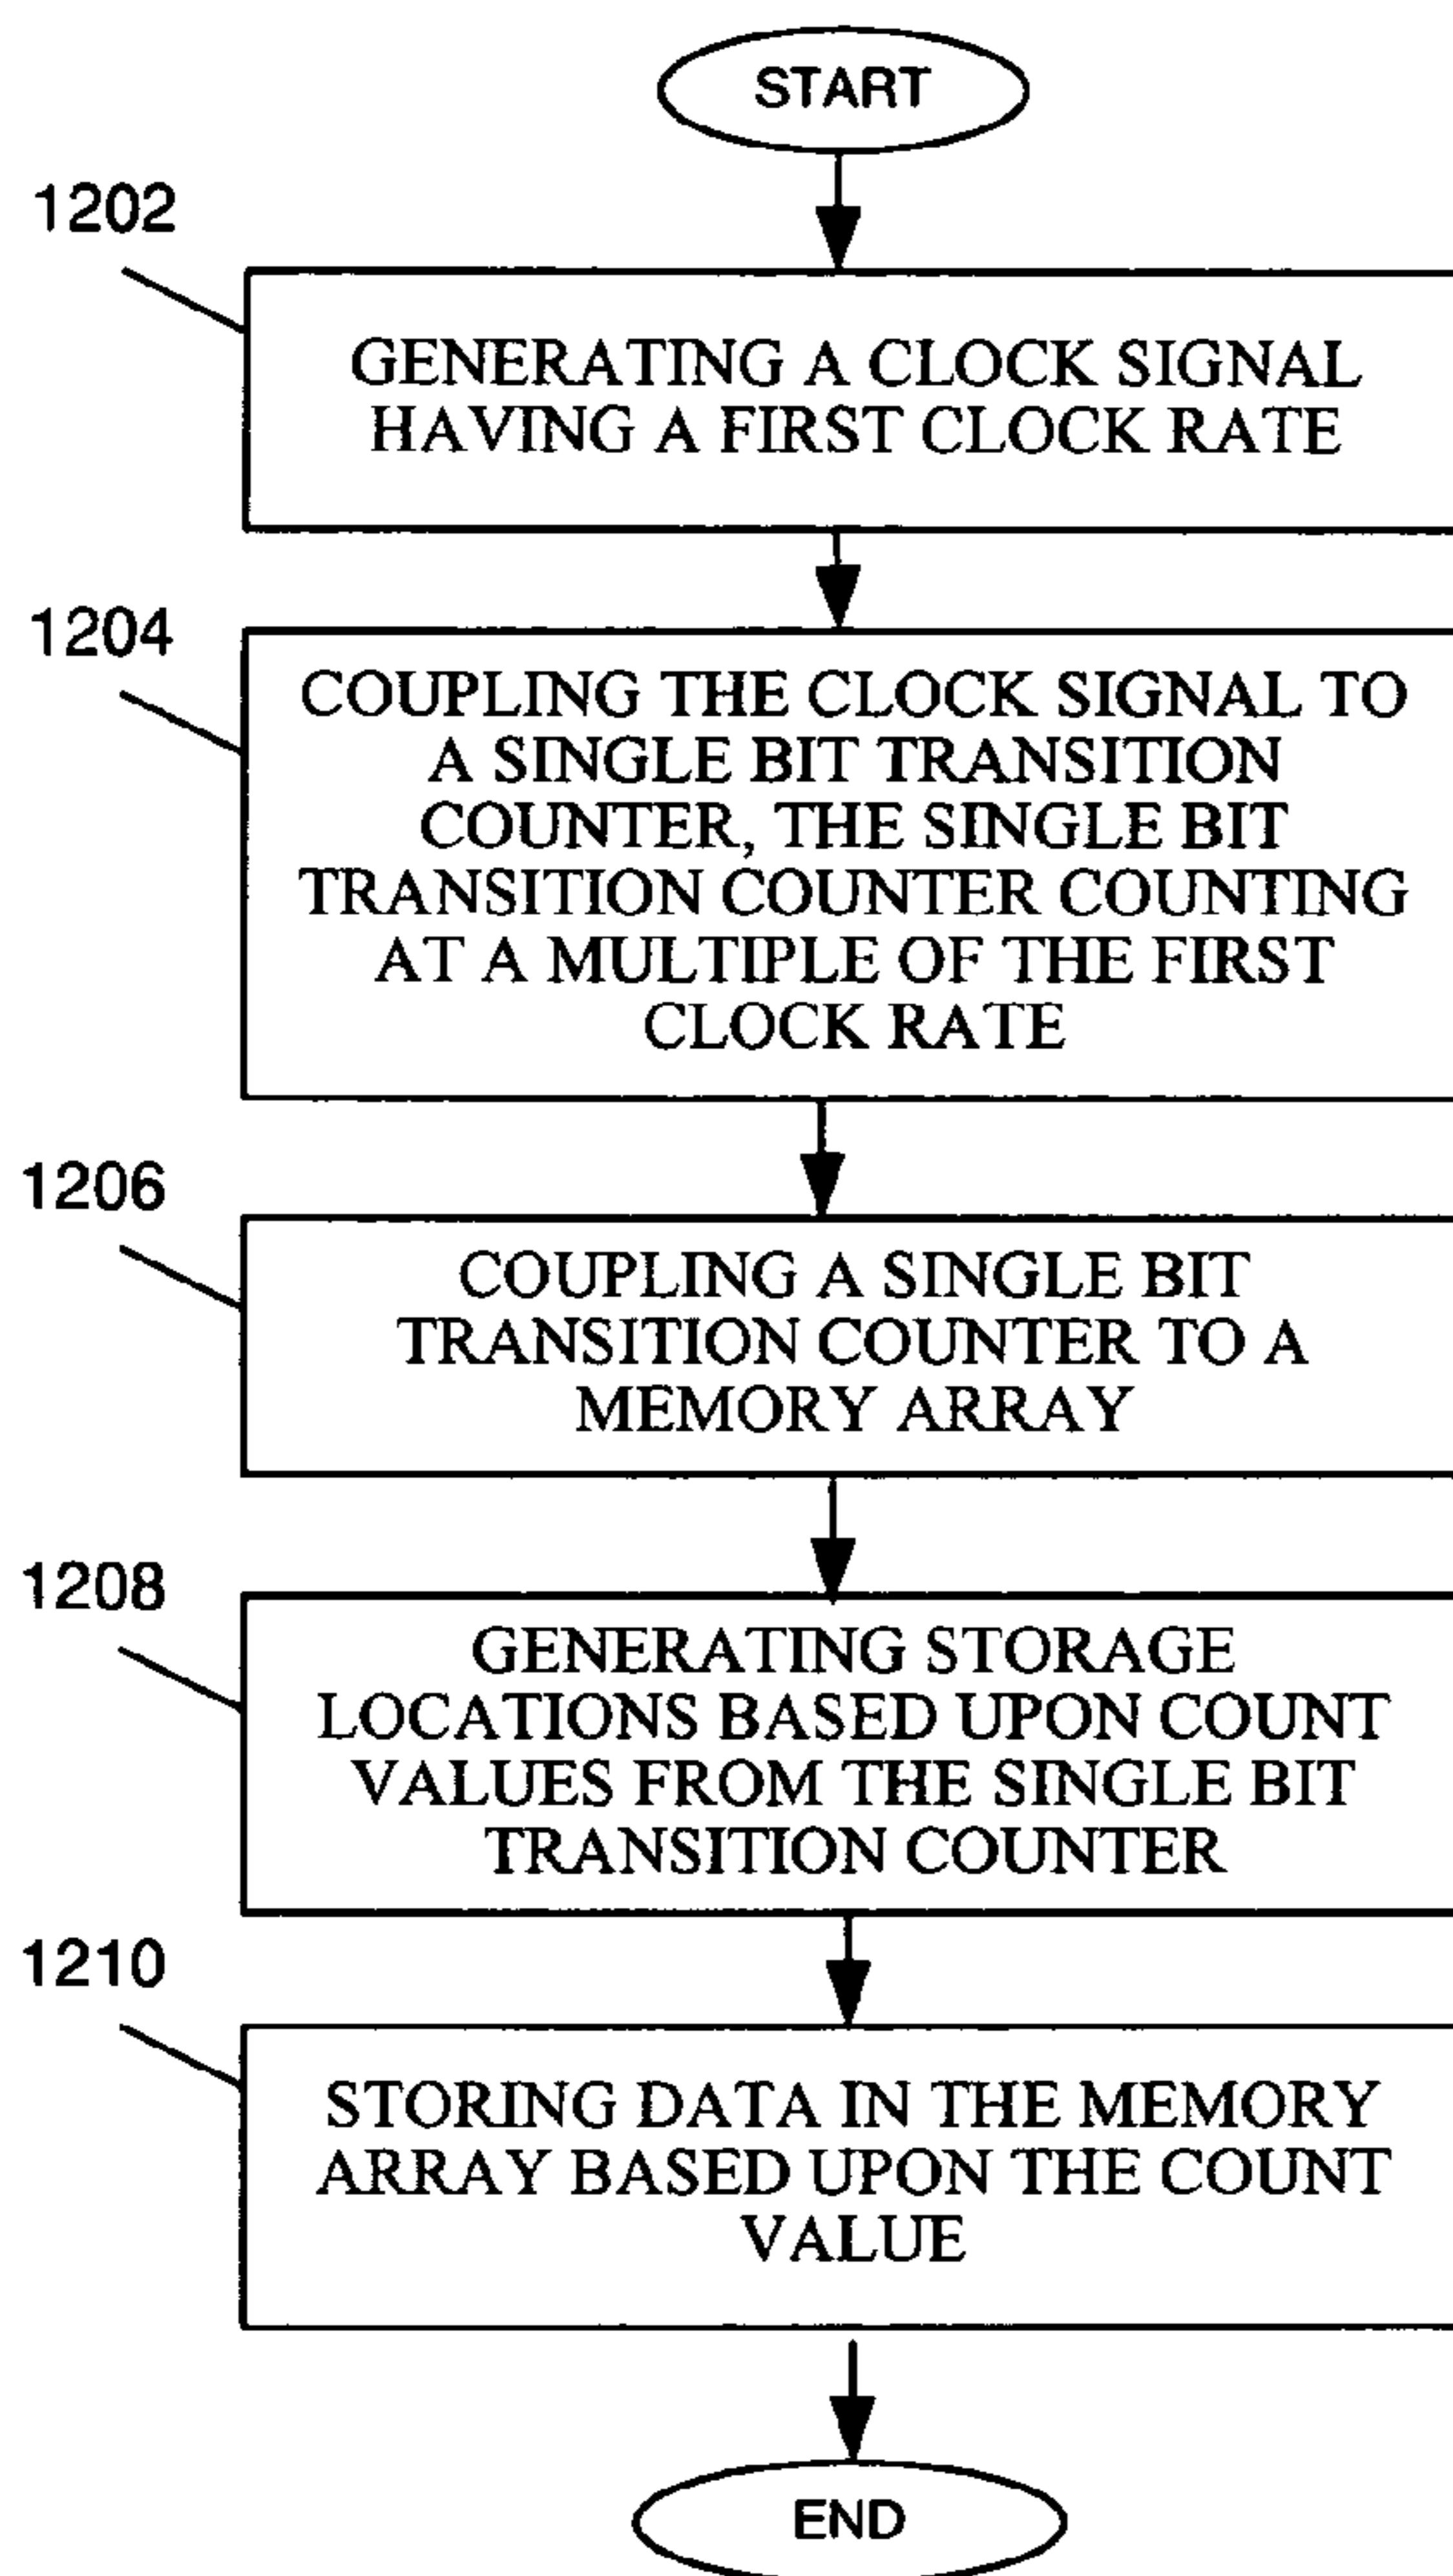 START
1202
GENERATING A CLOCK SIGNAL
HAVING A FIRST CLOCK RATE
1204
COUPLING THE CLOCK SIGNAL TO
A SINGLE BIT TRANSITION
COUNTER, THE SINGLE BIT
TRANSITION COUNTER COUNTING
AT A MULTIPLE OF THE FIRST
CLOCK RATE
1206
COUPLING A SINGLE BIT
TRANSITION COUNTER TO A
MEMORY ARRAY
1208
GENERATING STORAGE
LOCATIONS BASED UPON COUNT
VALUES FROM THE SINGLE BIT
TRANSITION COUNTER
1210
STORING DATA IN THE MEMORY
ARRAY BASED UPON THE COUNT
VALUE
END